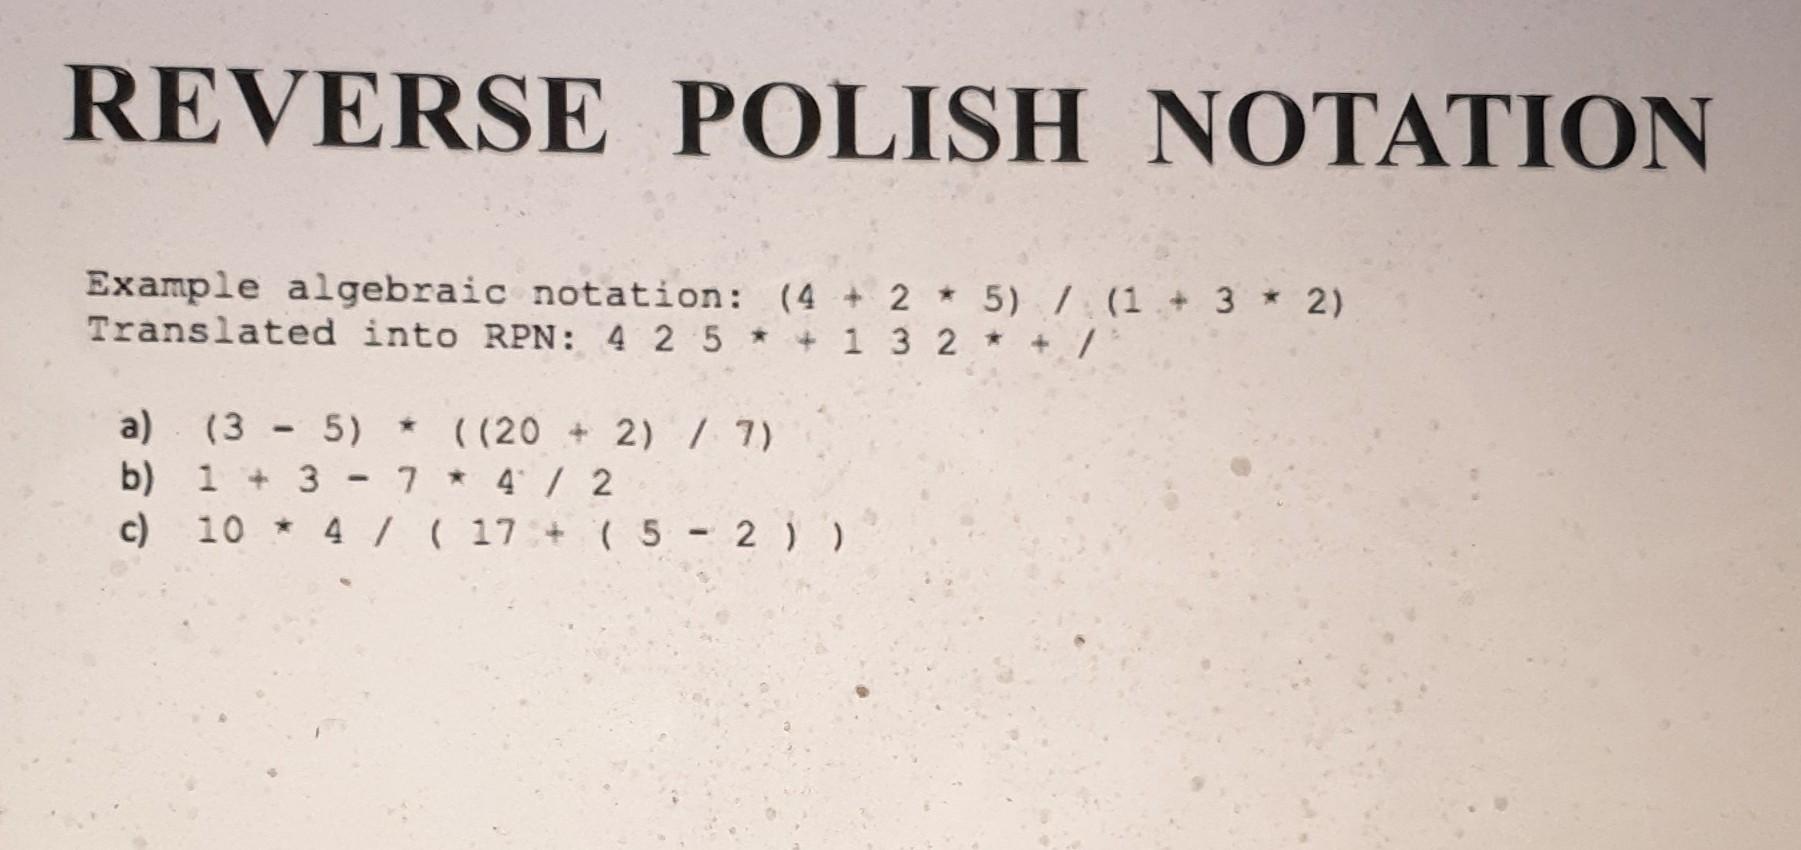 REVERSE POLISH NOTATION
Example algebraic notation: (4 + 2 * 5) / (1 + 3 * 2)
Translated into RPN: 4 2 5 * + 1 3 2 * + /
a) (3 - 5) * ((20 + 2) / 7)
b) 1 + 3 - 7 * 4 / 2
c) 10 * 4 / ( 17 + ( 5 - 2 ) )